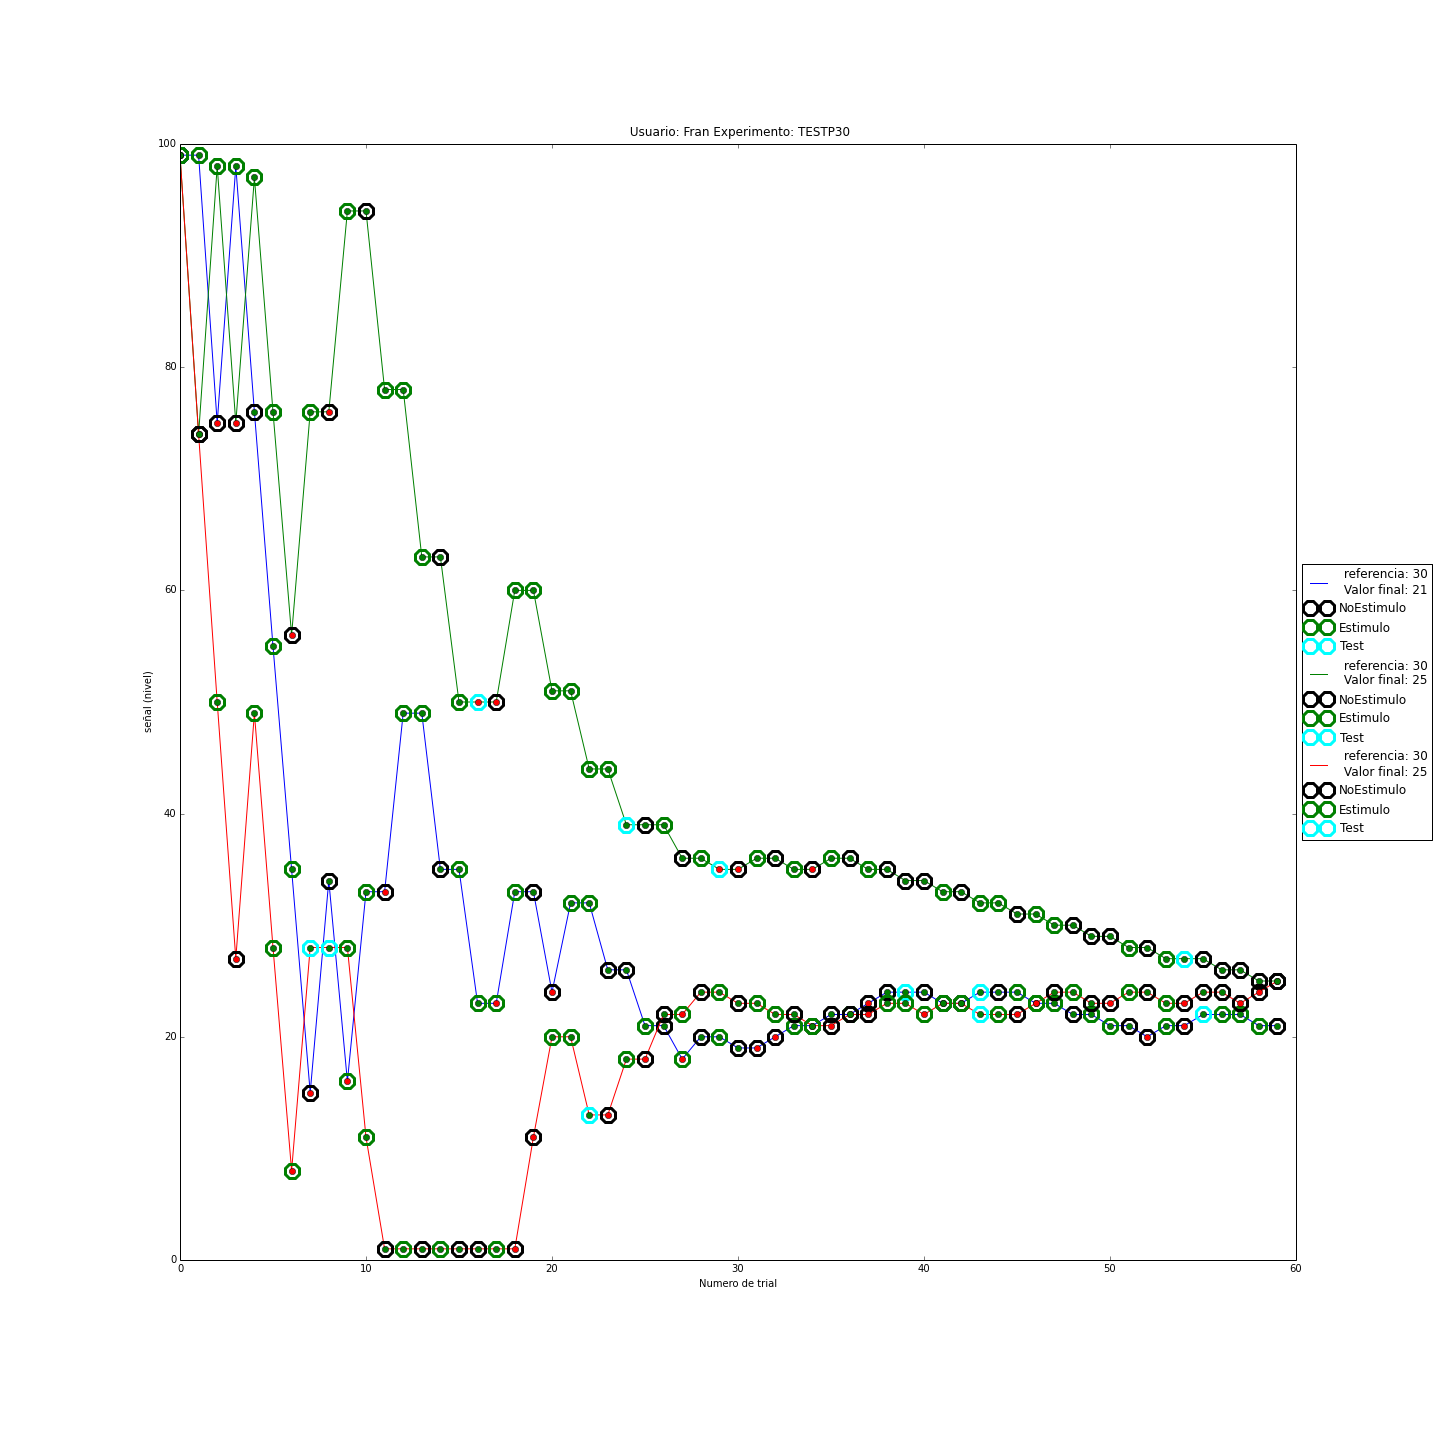 Usuario: Fran Experimento: TESTP30
100
80
60
40
20
0
señal (nivel)
0 10 20 30 40 50 60
Numero de trial
referencia: 30
Valor final: 21
NoEstimulo
Estimulo
Test
referencia: 30
Valor final: 25
NoEstimulo
Estimulo
Test
referencia: 30
Valor final: 25
NoEstimulo
Estimulo
Test